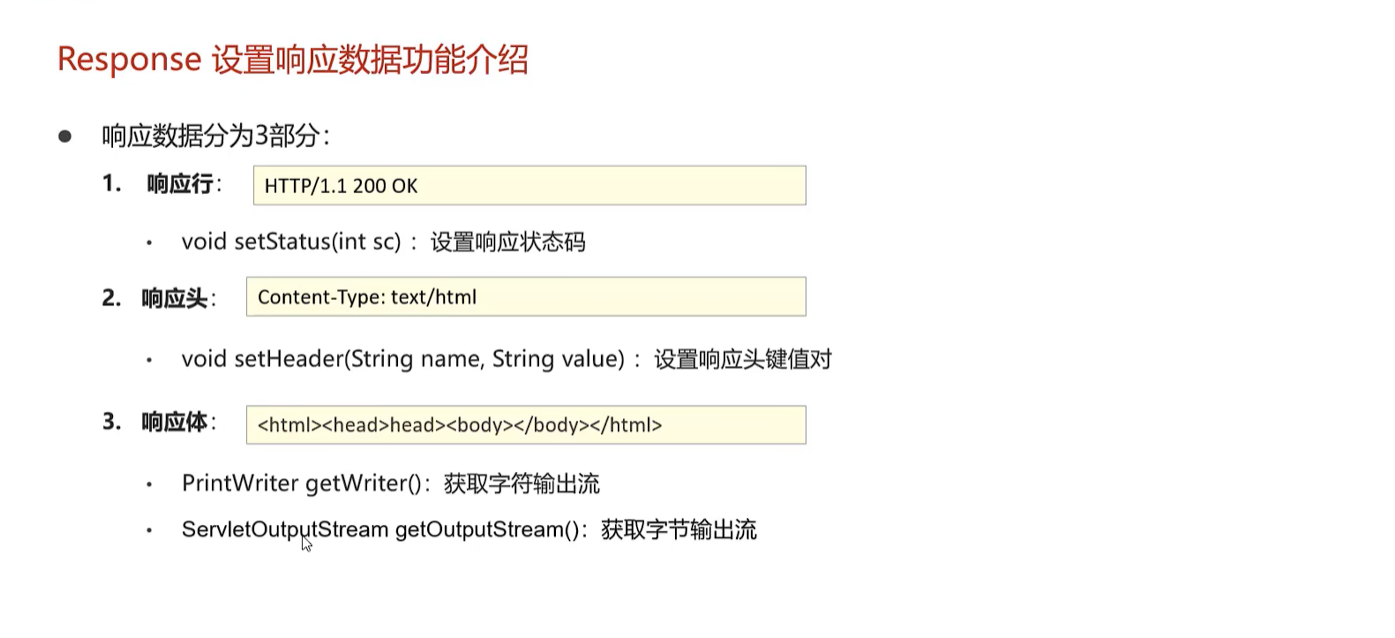 Response 设置响应数据功能介绍
● 响应数据分为3部分：
1. 响应行： HTTP/1.1 200 OK
• void setStatus(int sc) ：设置响应状态码
2. 响应头： Content-Type: text/html
• void setHeader(String name, String value) ：设置响应头键值对
3. 响应体： <html><head>head><body></body></html>
• PrintWriter getWriter()：获取字符输出流
• ServletOutputStream getOutputStream()：获取字节输出流